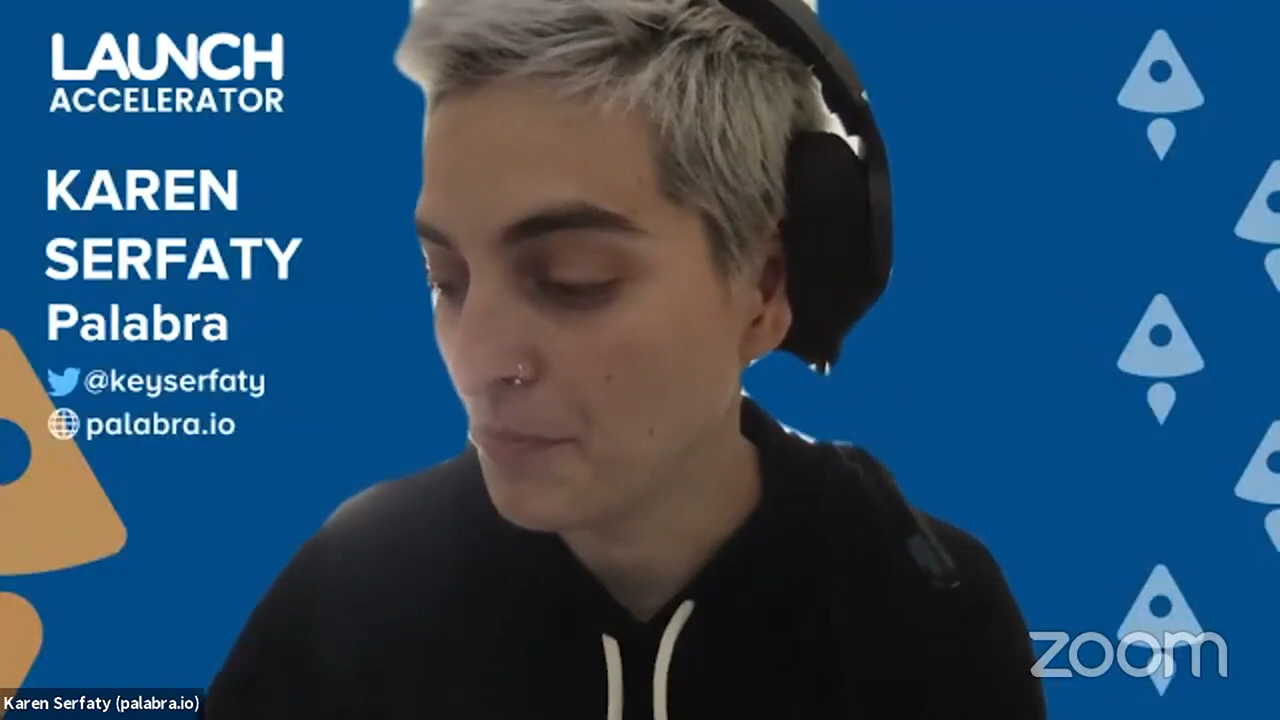 LAUNCH
ACCELERATOR
KAREN
SERFATY
Palabra
@keyserfaty
palabra.io
zoom
Karen Serfaty (palabra.io)